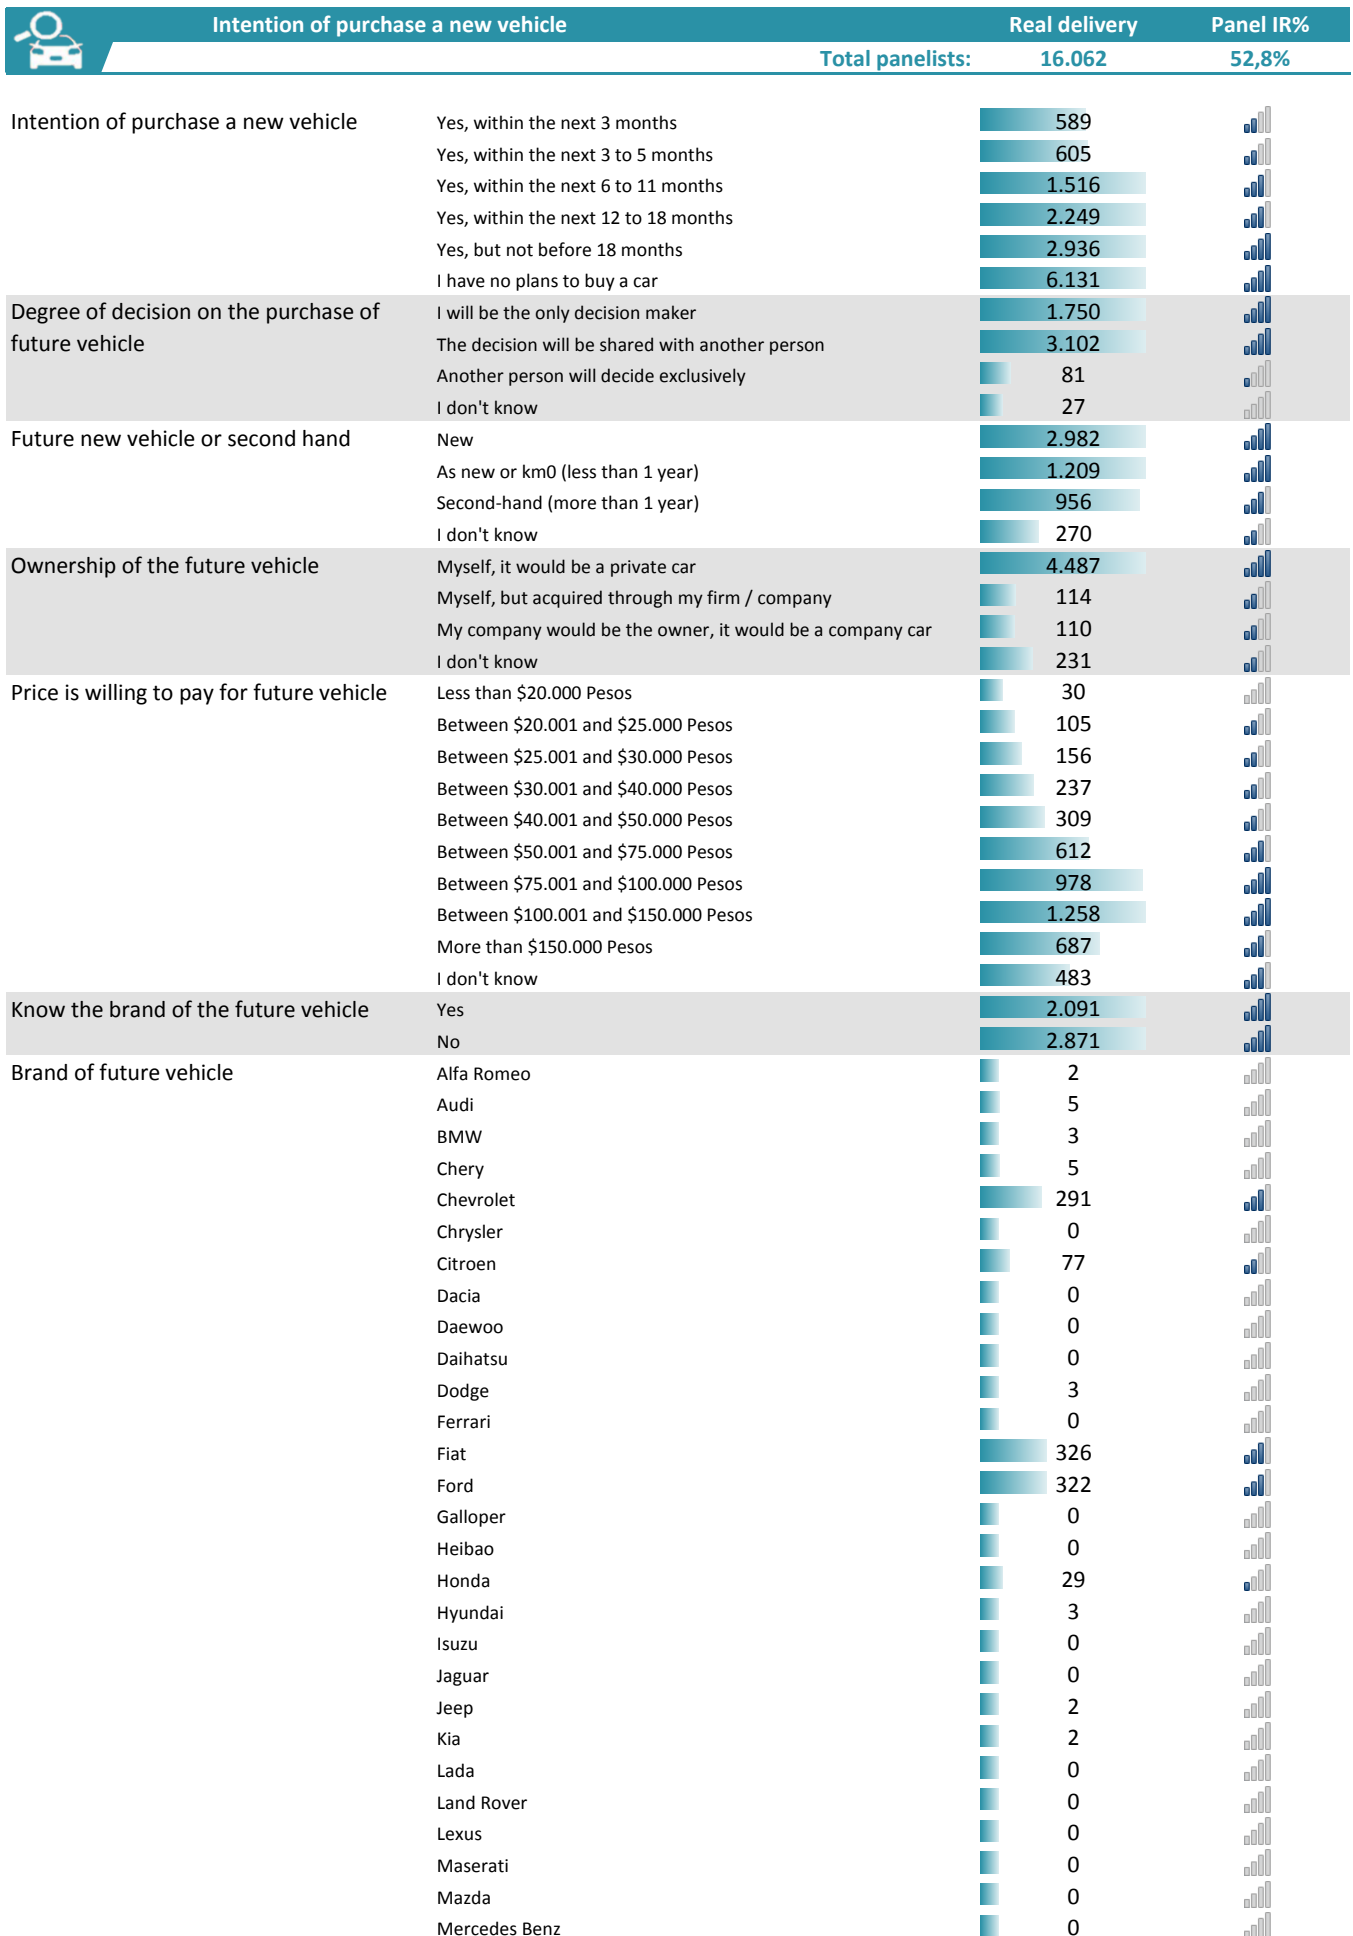 Intention of purchase a new vehicle Real delivery Panel IR%
Total panelists: 16.062 52,8%
Intention of purchase a new vehicle Yes, within the next 3 months 589
Yes, within the next 3 to 5 months 605
Yes, within the next 6 to 11 months 1.516
Yes, within the next 12 to 18 months 2.249
Yes, but not before 18 months 2.936
I have no plans to buy a car 6.131
Degree of decision on the purchase of I will be the only decision maker 1.750
future vehicle The decision will be shared with another person 3.102
Another person will decide exclusively 81
I don't know 27
Future new vehicle or second hand New 2.982
As new or km0 (less than 1 year) 1.209
Second-hand (more than 1 year) 956
I don't know 270
Ownership of the future vehicle Myself, it would be a private car 4.487
Myself, but acquired through my firm / company 114
My company would be the owner, it would be a company car 110
I don't know 231
Price is willing to pay for future vehicle Less than $20.000 Pesos 30
Between $20.001 and $25.000 Pesos 105
Between $25.001 and $30.000 Pesos 156
Between $30.001 and $40.000 Pesos 237
Between $40.001 and $50.000 Pesos 309
Between $50.001 and $75.000 Pesos 612
Between $75.001 and $100.000 Pesos 978
Between $100.001 and $150.000 Pesos 1.258
More than $150.000 Pesos 687
I don't know 483
Know the brand of the future vehicle Yes 2.091
No 2.871
Brand of future vehicle Alfa Romeo 2
Audi 5
BMW 3
Chery 5
Chevrolet 291
Chrysler 0
Citroen 77
Dacia 0
Daewoo 0
Daihatsu 0
Dodge 3
Ferrari 0
Fiat 326
Ford 322
Galloper 0
Heibao 0
Honda 29
Hyundai 3
Isuzu 0
Jaguar 0
Jeep 2
Kia 2
Lada 0
Land Rover 0
Lexus 0
Maserati 0
Mazda 0
Mercedes Benz 0